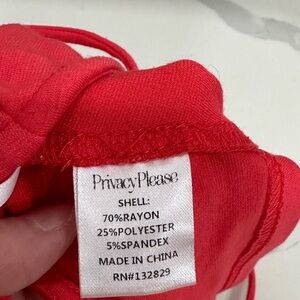 PrivacyPlease
SHELL:
70%RAYON
25%POLYESTER
5%SPANDEX
MADE IN CHINA
RN#132829